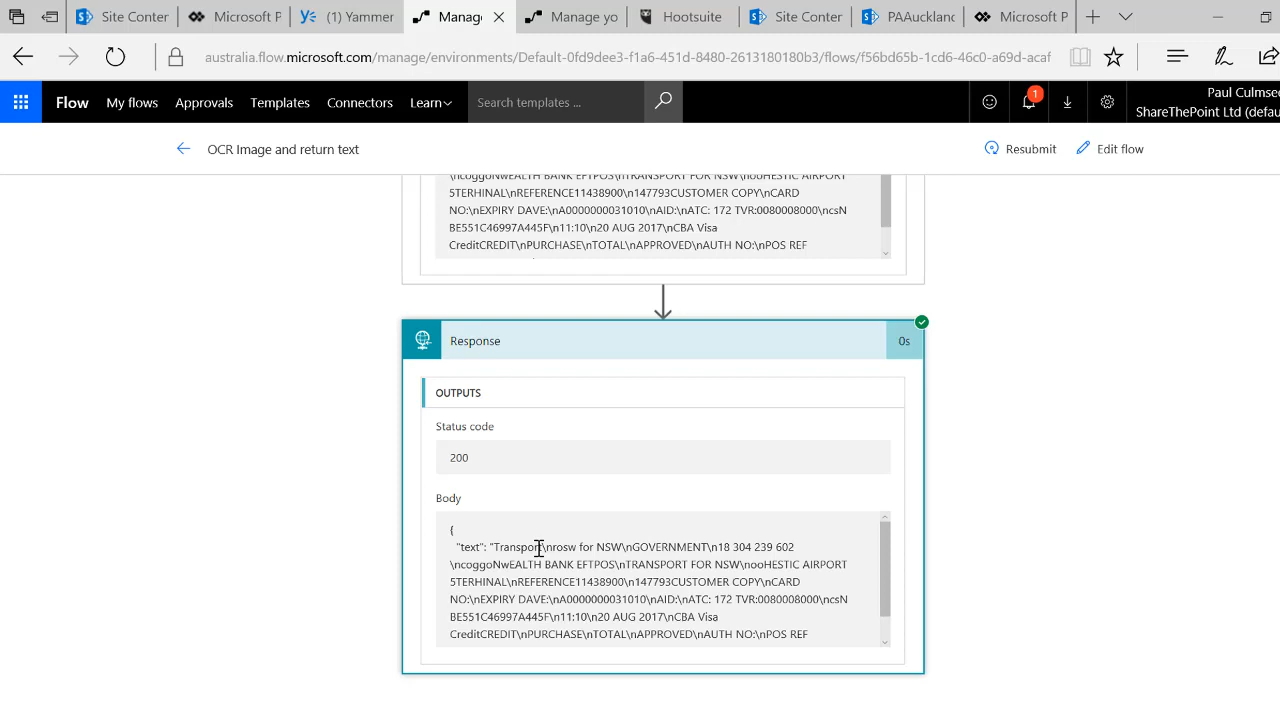 Site Center
Microsoft P
(1) Yammer
Manag
Manage yo
Hootsuite
Site Center
PAAuckland
Microsoft P
australia.flow.microsoft.com/manage/environments/Default-0fd9dee3-f1a6-451d-8480-2613180180b3/flows/f56bd65b-1cd6-46c0-a69d-acaf
Flow My flows Approvals Templates Connectors Learn Search templates ... 1
Paul Culmse
ShareThePoint Ltd (defau
OCR Image and return text Resubmit Edit flow
\ncoggoNwEALTH BANK EFTPOS\nTRANSPORT FOR NSW\nooHESTIC AIRPORT
5TERHINAL\nREFERENCE11438900\n147793CUSTOMER COPY\nCARD
NO:\nEXPIRY DAVE:\nA0000000031010\nAID:\nATC: 172 TVR:0080008000\ncsN
BE551C46997A445F\n11:10\n20 AUG 2017\nCBA Visa
CreditCREDIT\nPURCHASE\nTOTAL\nAPPROVED\nAUTH NO:\nPOS REF
Response 0s
OUTPUTS
Status code
200
Body
{
"text": "Transport\nrosw for NSW\nGOVERNMENT\n18 304 239 602
\ncoggoNwEALTH BANK EFTPOS\nTRANSPORT FOR NSW\nooHESTIC AIRPORT
5TERHINAL\nREFERENCE11438900\n147793CUSTOMER COPY\nCARD
NO:\nEXPIRY DAVE:\nA0000000031010\nAID:\nATC: 172 TVR:0080008000\ncsN
BE551C46997A445F\n11:10\n20 AUG 2017\nCBA Visa
CreditCREDIT\nPURCHASE\nTOTAL\nAPPROVED\nAUTH NO:\nPOS REF